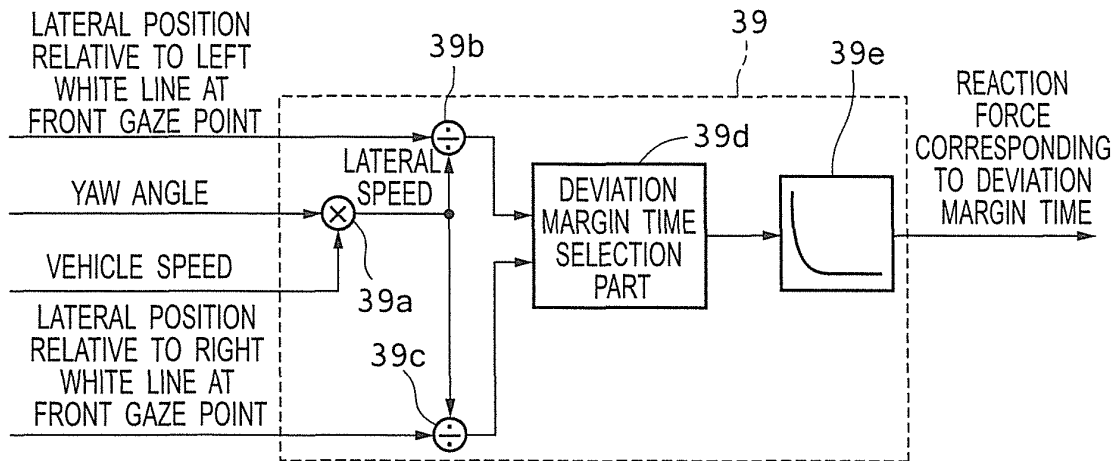 LATERAL POSITION
RELATIVE TO LEFT
WHITE LINE AT
FRONT GAZE POINT
39b
39
39e
39d
REACTION
FORCE
CORRESPONDING
TO DEVIATION
MARGIN TIME
÷
LATERAL
SPEED
YAW ANGLE
×
DEVIATION
MARGIN TIME
SELECTION
PART
VEHICLE SPEED
39a
LATERAL POSITION
RELATIVE TO RIGHT
WHITE LINE AT
FRONT GAZE POINT
39c
÷